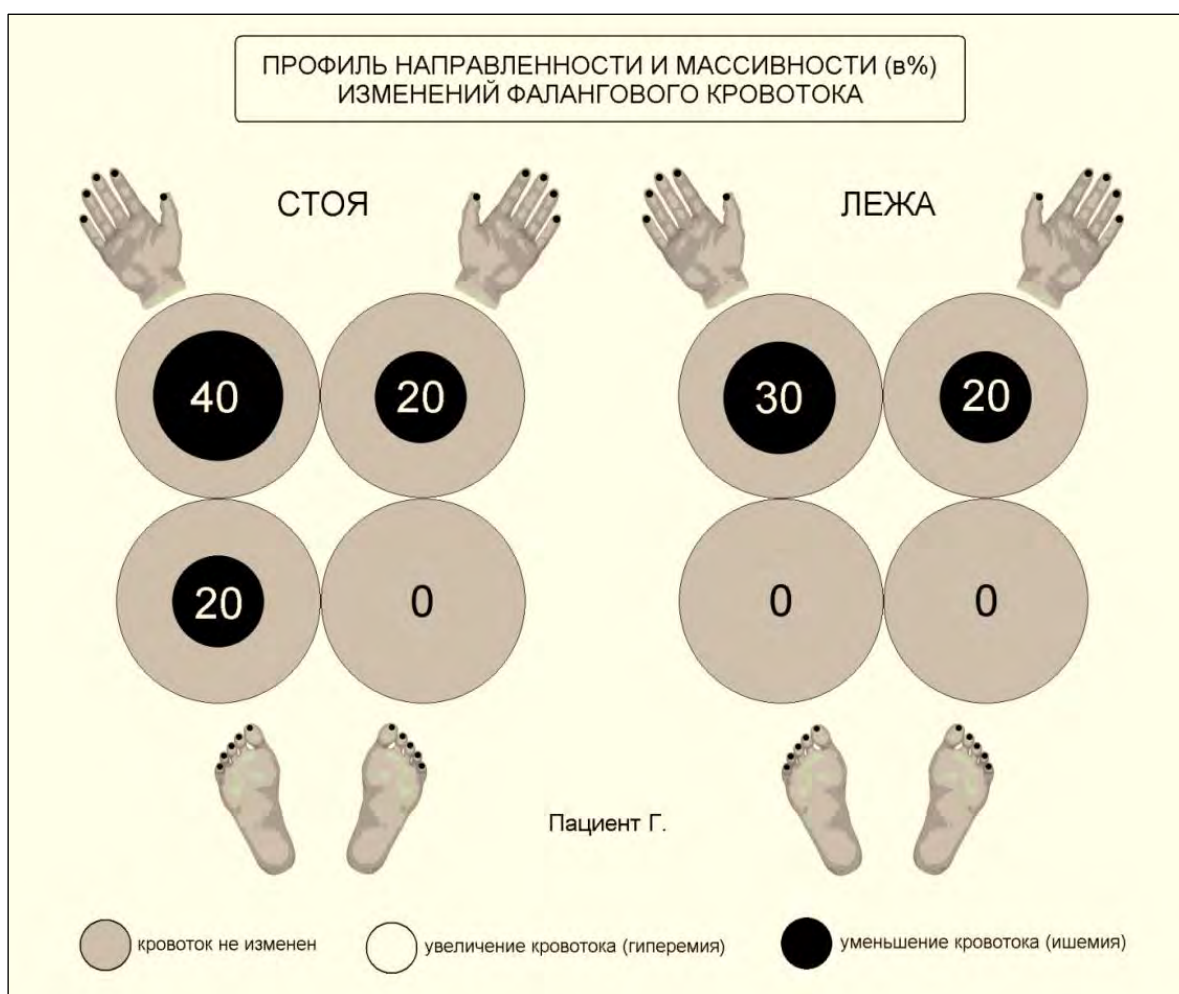 ПРОФИЛЬ НАПРАВЛЕННОСТИ И МАССИВНОСТИ (в%)
ИЗМЕНЕНИЙ ФАЛАНГОВОГО КРОВОТОКА
СТОЯ
ЛЕЖА
40
20
30
20
20
0
0
0
Пациент Г.
кровоток не изменен
увеличение кровотока (гиперемия)
уменьшение кровотока (ишемия)